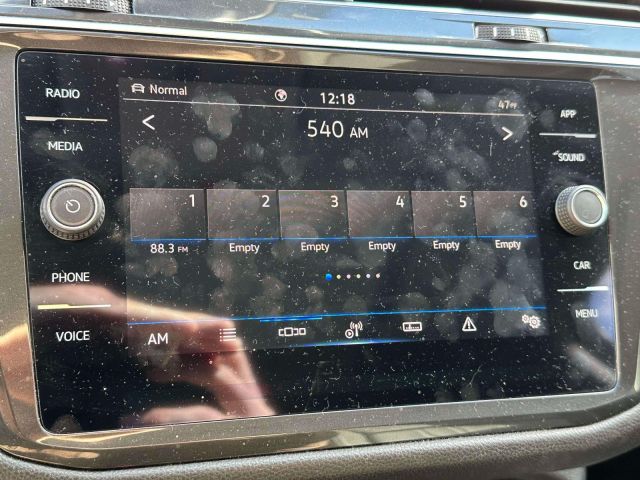 RADIO
MEDIA
PHONE
VOICE
Normal
12:18
47°F
540 AM
1 2 3 4 5 6
88.3 FM Empty Empty Empty Empty Empty
AM
APP
SOUND
CAR
MENU